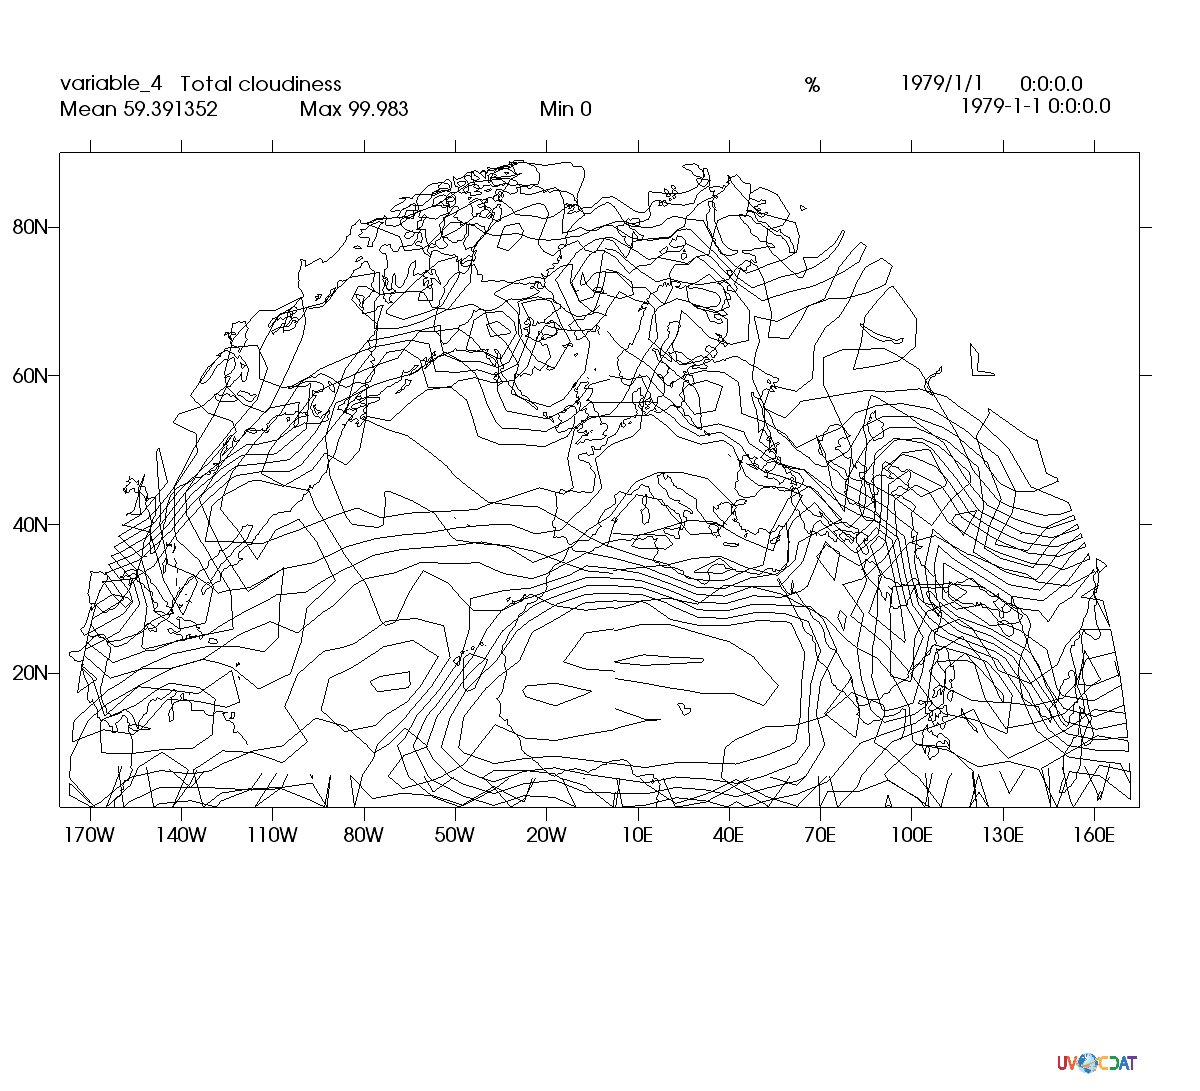 variable_4 Total cloudiness % 1979/1/1 0:0:0.0
Mean 59.391352 Max 99.983 Min 0 1979-1-1 0:0:0.0
80N
60N
40N
20N
170W 140W 110W 80W 50W 20W 10E 40E 70E 100E 130E 160E
UVCDAT